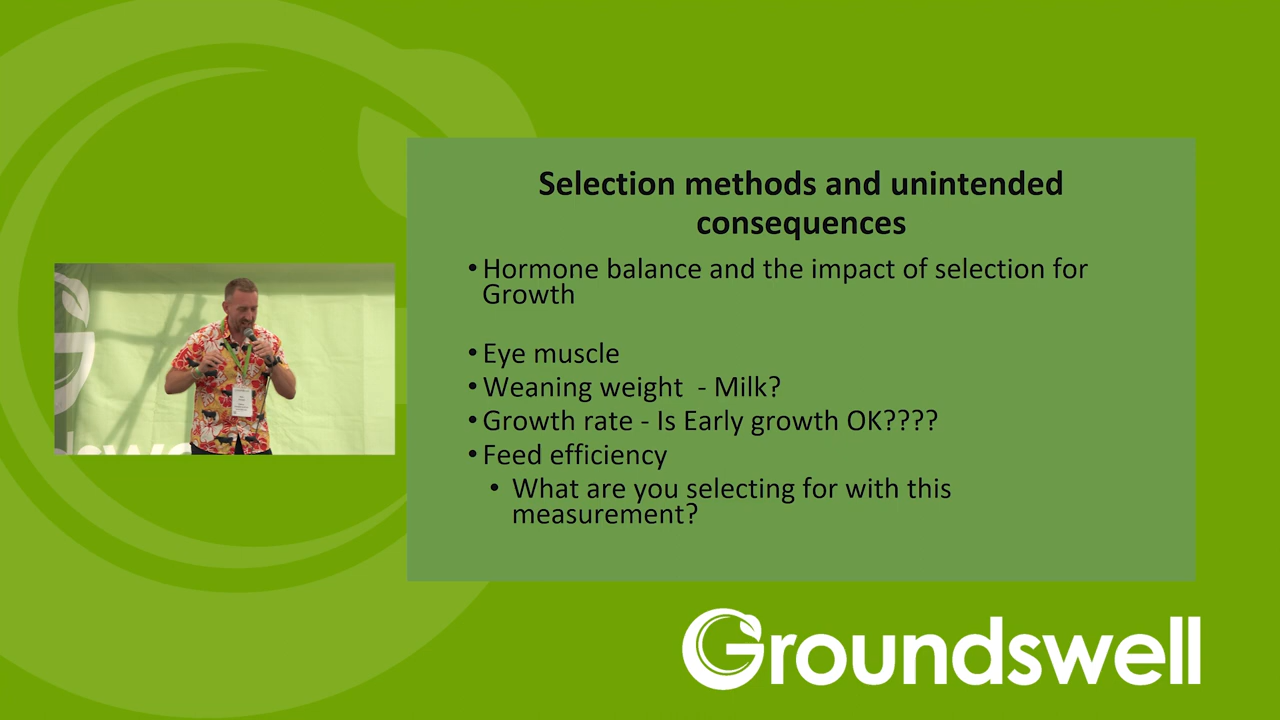 Selection methods and unintended
consequences
• Hormone balance and the impact of selection for
Growth
• Eye muscle
• Weaning weight - Milk?
• Growth rate - Is Early growth OK????
• Feed efficiency
• What are you selecting for with this
measurement?
Groundswell